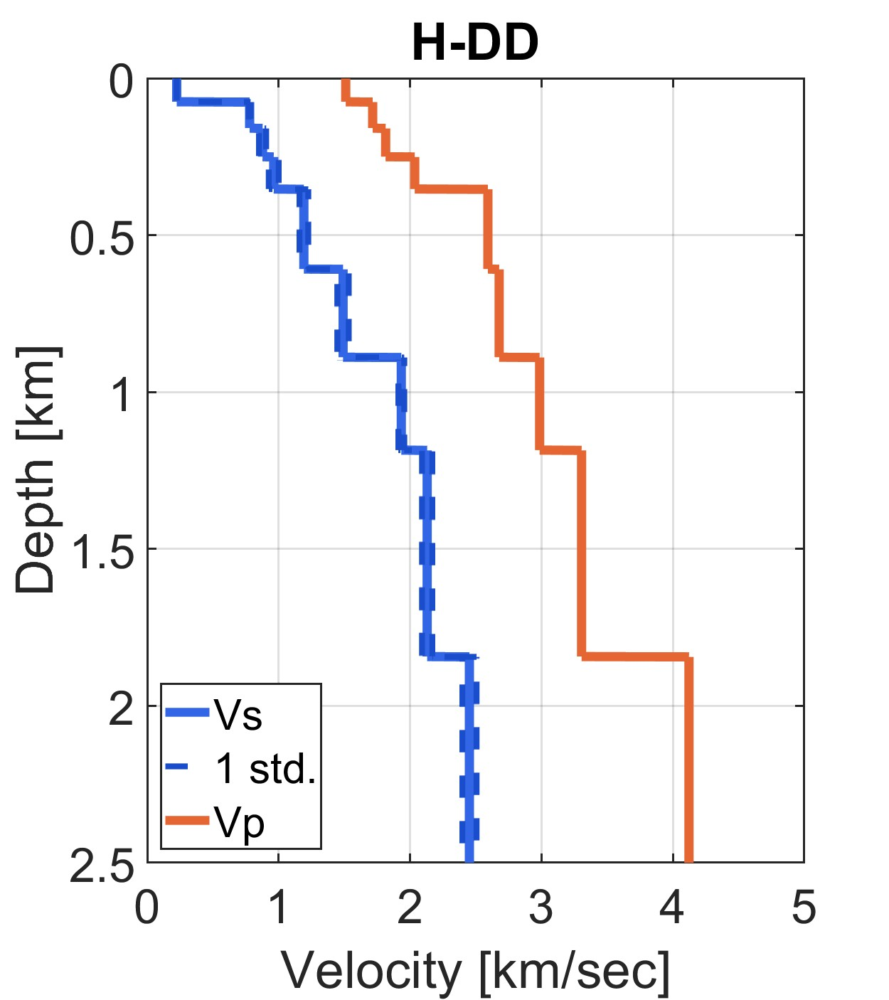 H-DD
0
0.5
1
1.5
2
2.5
Depth [km]
Vs
1 std.
Vp
0 1 2 3 4 5
Velocity [km/sec]